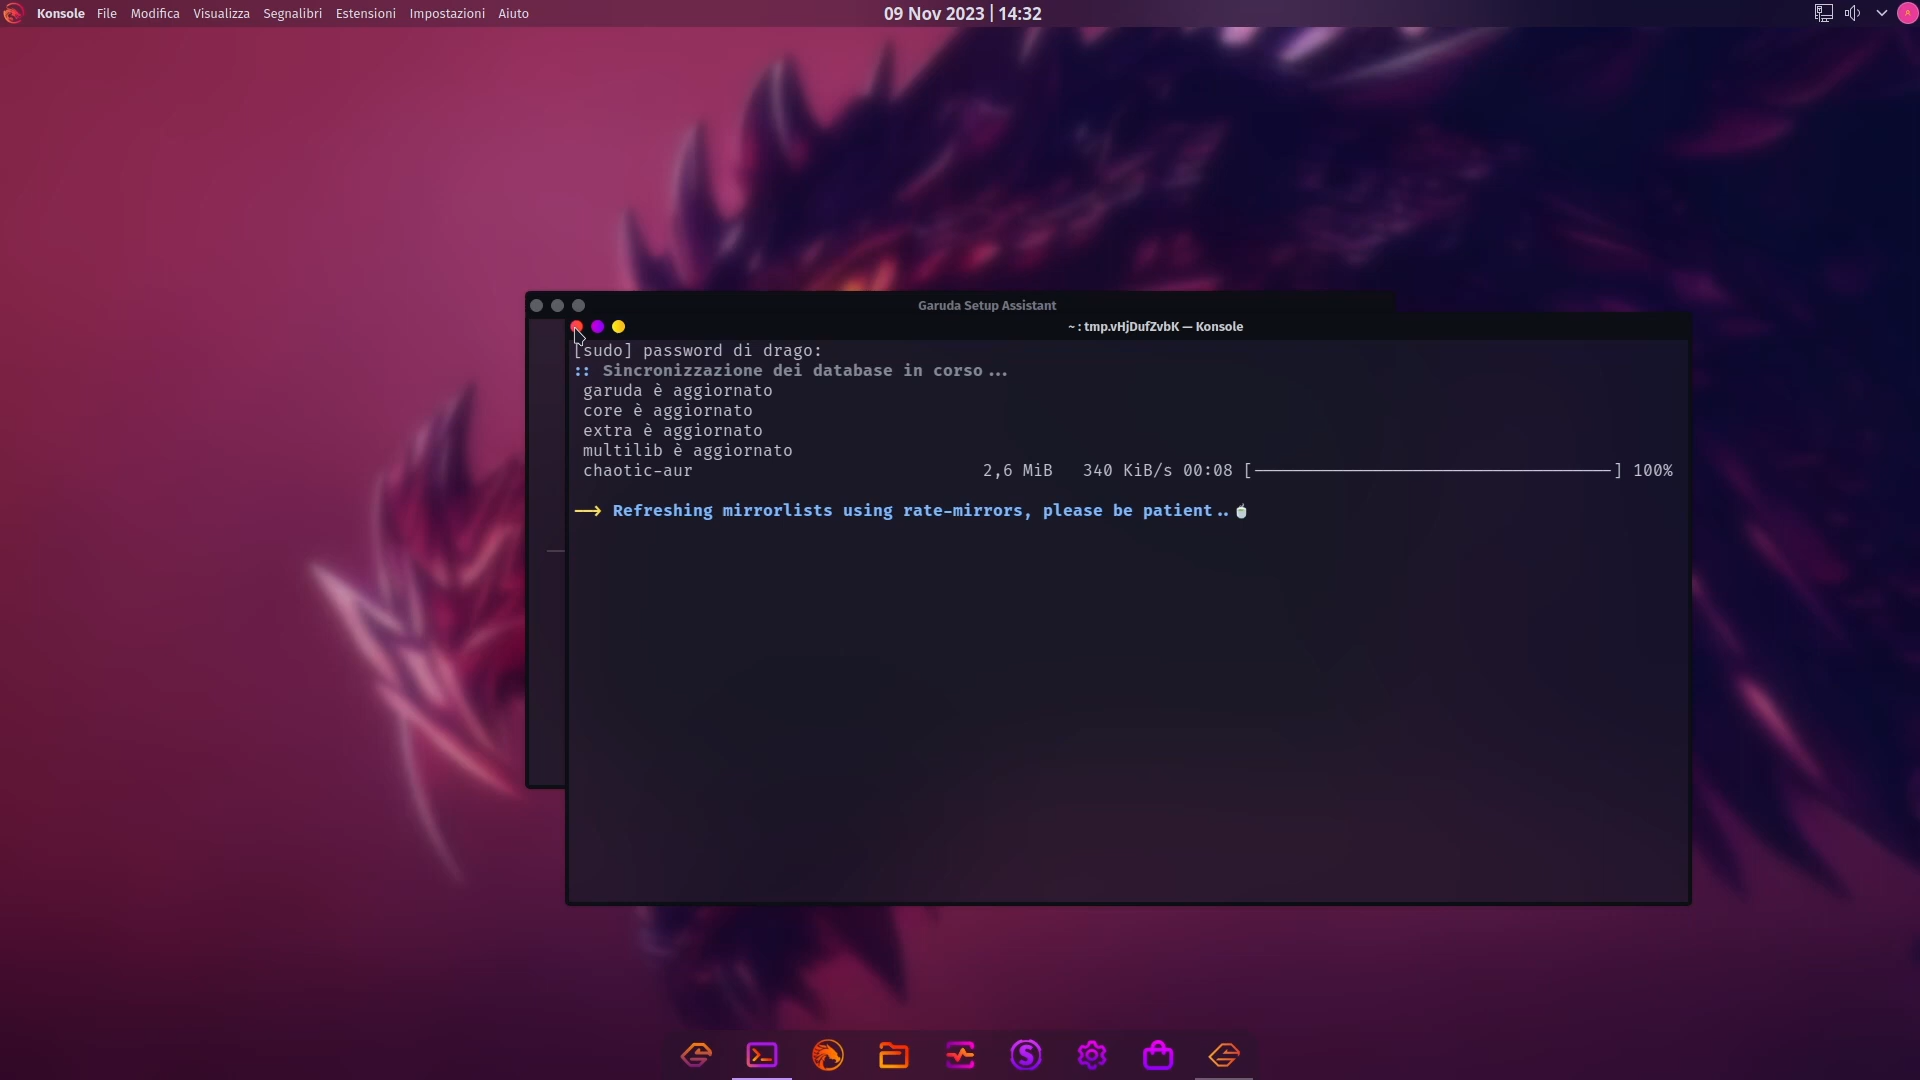 Konsole File Modifica Visualizza Segnalibri Estensioni Impostazioni Aiuto
09 Nov 2023 | 14:32
Garuda Setup Assistant
~ : tmp.vHjDufZvbK — Konsole
[sudo] password di drago:
:: Sincronizzazione dei database in corso...
garuda è aggiornato
core è aggiornato
extra è aggiornato
multilib è aggiornato
chaotic-aur 2,6 MiB 340 KiB/s 00:08 [------------------------------------] 100%
--> Refreshing mirrorlists using rate-mirrors, please be patient..🍵